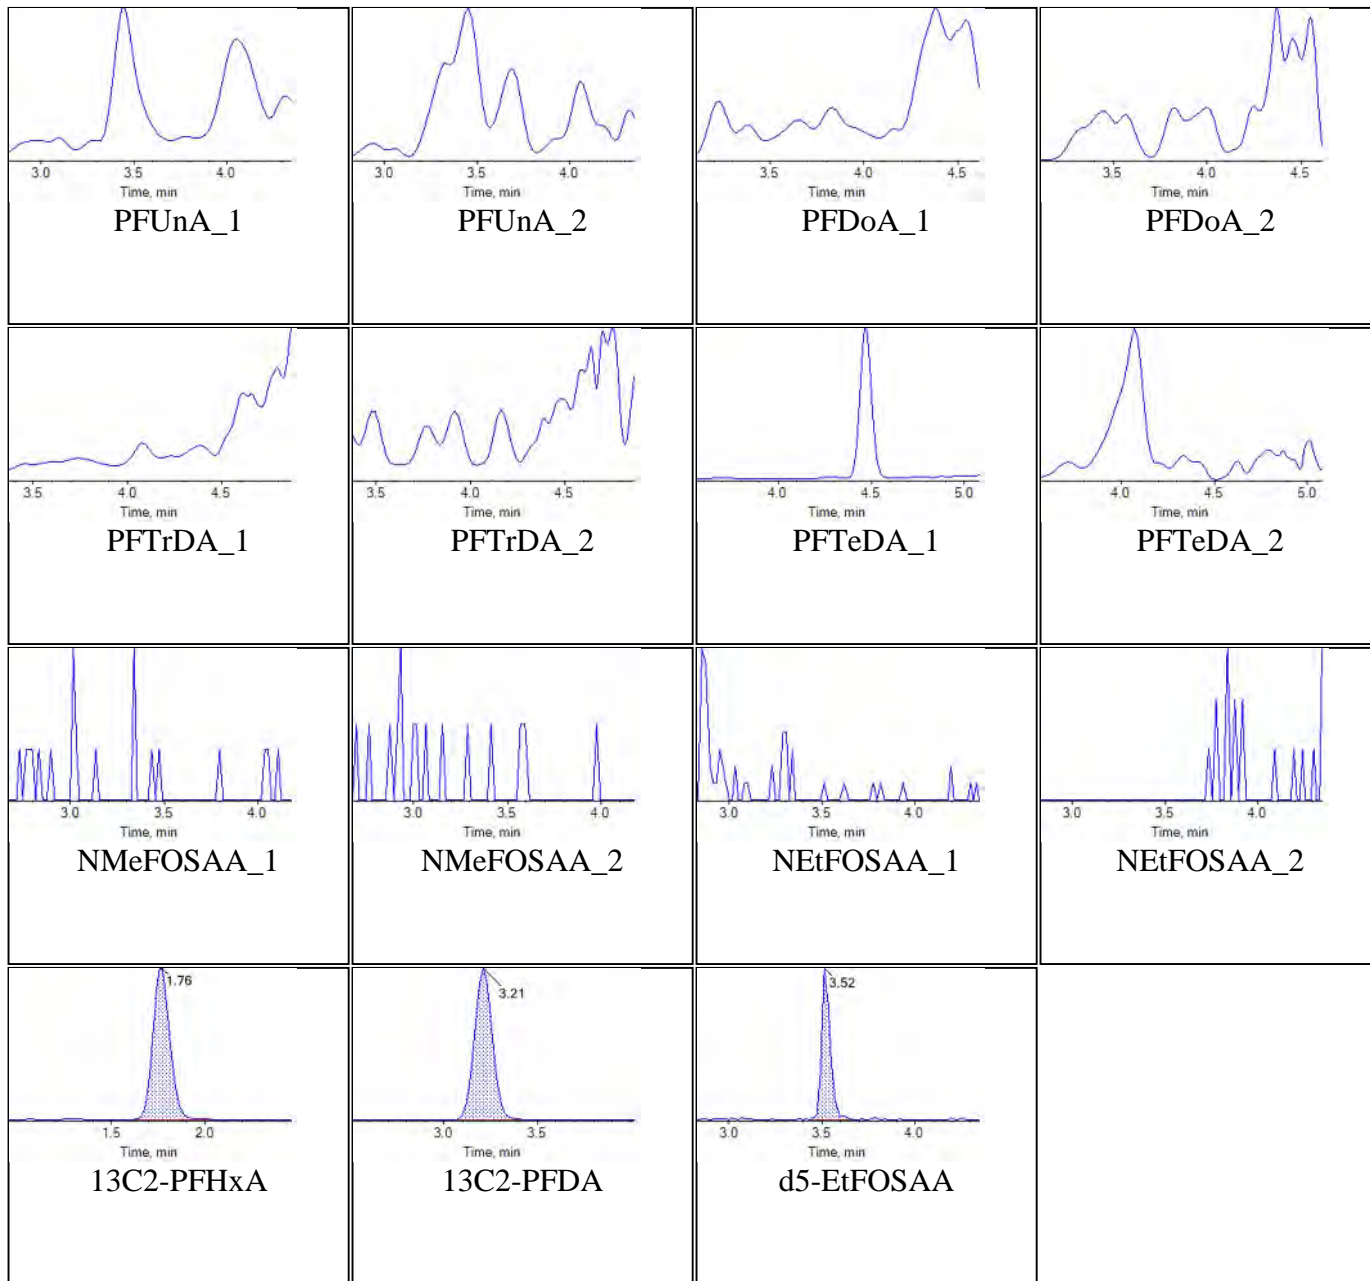 3.0 3.5 4.0
Time, min
PFUnA_1
3.0 3.5 4.0
Time, min
PFUnA_2
3.5 4.0 4.5
Time, min
PFDoA_1
3.5 4.0 4.5
Time, min
PFDoA_2
3.5 4.0 4.5
Time, min
PFTrDA_1
3.5 4.0 4.5
Time, min
PFTrDA_2
4.0 4.5 5.0
Time, min
PFTeDA_1
4.0 4.5 5.0
Time, min
PFTeDA_2
3.0 3.5 4.0
Time, min
NMeFOSAA_1
3.0 3.5 4.0
Time, min
NMeFOSAA_2
3.0 3.5 4.0
Time, min
NEtFOSAA_1
3.0 3.5 4.0
Time, min
NEtFOSAA_2
1.76
1.5 2.0
Time, min
13C2-PFHxA
3.21
3.0 3.5
Time, min
13C2-PFDA
3.52
3.0 3.5 4.0
Time, min
d5-EtFOSAA